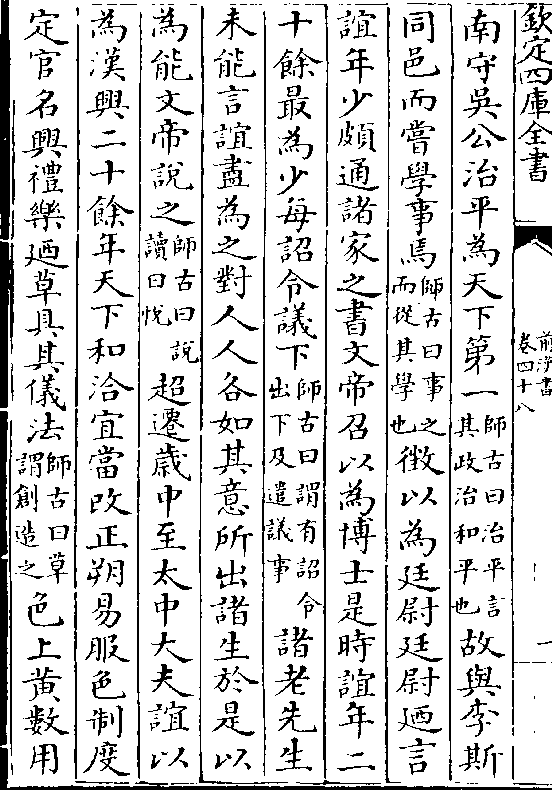 欽定四庫全書
前漢書
卷四十八
一
南守吳公治平為天下第一師古曰治平言其政治和平也故與李斯
同邑而嘗學事焉師古曰事之而從其學也徴以為廷尉廷尉廼言
誼年少頗通諸家之書文帝召以為博士是時誼年二
十餘最為少每詔令議下師古曰謂有詔令出下及遣議事諸老先生
未能言誼盡為之對人人各如其意所出諸生於是以
為能文帝說之師古曰說讀曰悅超遷嵗中至太中大夫誼以
為漢興二十餘年天下和洽宜當改正朔易服色制度
定官名興禮樂廼草具其儀法師古曰草謂創造之色上黄數用